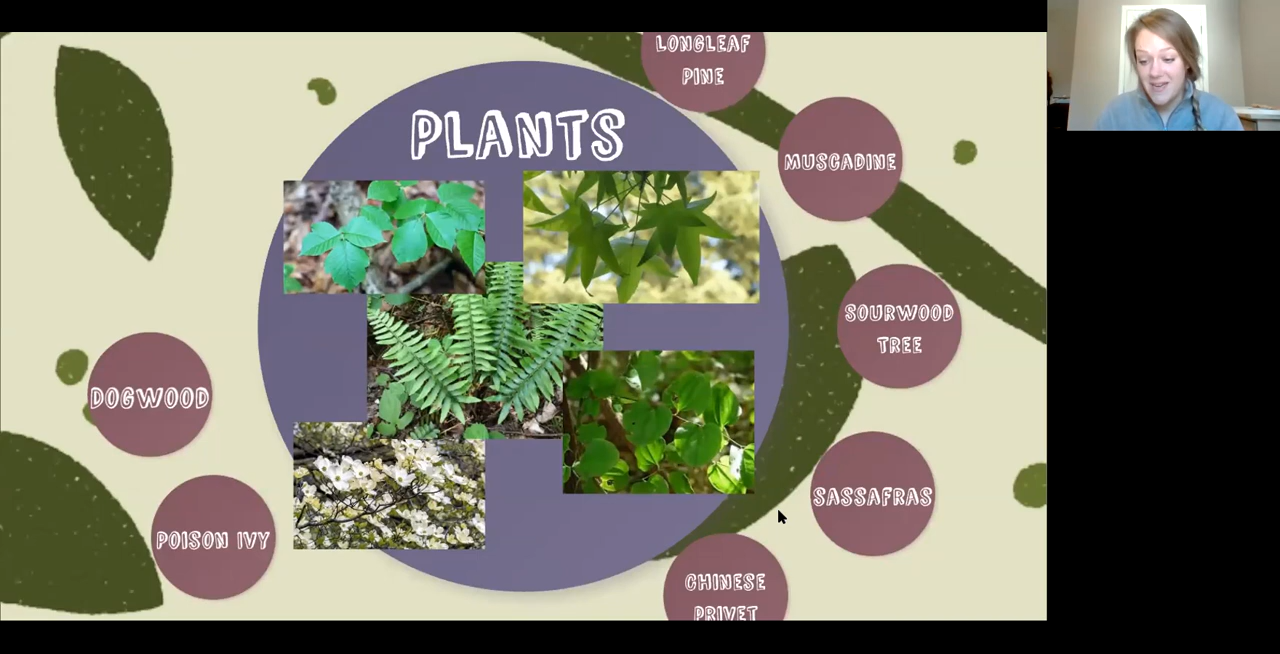 LONGLEAF
PINE
PLANTS
MUSCADINE
SOURWOOD
TREE
DOGWOOD
SASSAFRAS
POISON IVY
CHINESE
PRIVET